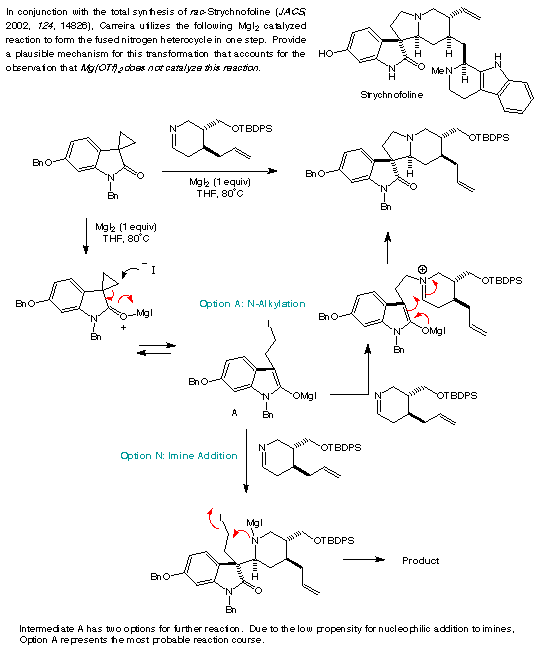 In conjunction with the total synthesis of rac-Strychnofoline (JACS,
2002, 124, 14826), Carreira utilizes the following MgI2 catalyzed
reaction to form the fused nitrogen heterocycle in one step. Provide
a plausible mechanism for this transformation that accounts for the
observation that Mg(OTf)2 does not catalyze this reaction.
HO
N
O
NH
H
H
MeN
H
N
H
Strychnofoline
BnO
N
O
Bn
N
OTBDPS
MgI2 (1 equiv)
THF, 80˚C
BnO
N
O
Bn
N
H
OTBDPS
MgI2 (1 equiv)
THF, 80˚C
BnO
N
Bn
O
MgI
+
– I
Option A: N-Alkylation
I
BnO
N
Bn
OMgI
A
N
+
OTBDPS
BnO
N
Bn
OMgI
N
OTBDPS
Option N: Imine Addition
N
OTBDPS
I
MgI
N
H
OTBDPS
BnO
N
O
Bn
Product
Intermediate A has two options for further reaction. Due to the low propensity for nucleophilic addition to imines,
Option A represents the most probable reaction course.